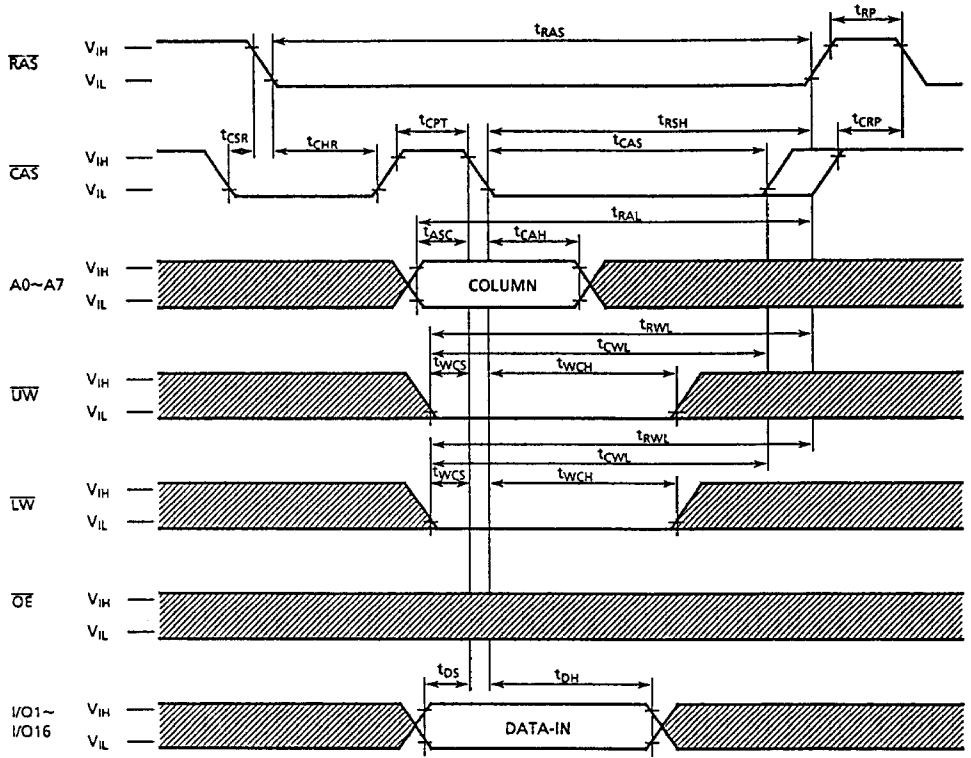 tRP
tRAS
RAS
VIH
VIL
tCPT
tRSH
tCRP
tCSR
tCHR
tCAS
CAS
VIH
VIL
tRAL
tASC
tCAH
A0~A7
VIH
VIL
COLUMN
tRWL
tCWL
tWCS
tWCH
UW
VIH
VIL
tRWL
tCWL
tWCS
tWCH
LW
VIH
VIL
OE
VIH
VIL
tDS
tDH
I/O1~
I/O16
VIH
VIL
DATA-IN